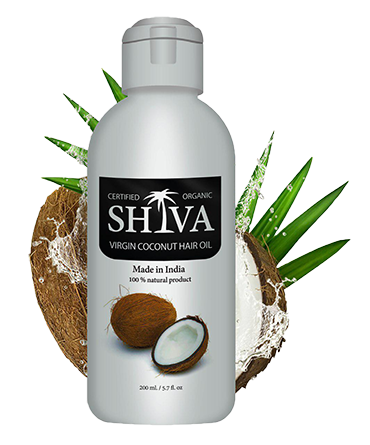 CERTIFIED ORGANIC
SHIVA
VIRGIN COCONUT HAIR OIL
Made in India
100 % natural product
200 ml. / 5.7 fl. oz